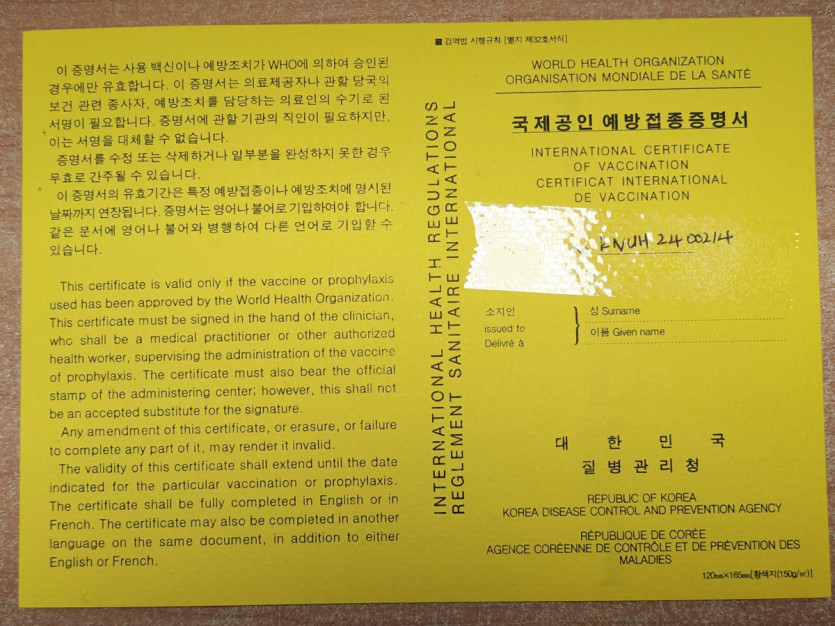 이 증명서는 사용 백신이나 예방조치가 WHO에 의하여 승인된
경우에만 유효합니다. 이 증명서는 의료제공자나 관할 당국의
보건 관련 종사자, 예방조치를 담당하는 의료인의 수기로 된
서명이 필요합니다. 증명서에 관할 기관의 직인이 필요하지만,
이는 서명을 대체할 수 없습니다.
증명서를 수정 또는 삭제하거나 일부분을 완성하지 못한 경우
무효로 간주될 수 있습니다.
이 증명서의 유효기간은 특정 예방접종이나 예방조치에 명시된
날짜까지 연장됩니다. 증명서는 영어나 불어로 기입하여야 합니다.
같은 문서에 영어나 불어와 병행하여 다른 언어로 기입할 수
있습니다.
This certificate is valid only if the vaccine or prophylaxis
used has been approved by the World Health Organization.
This certificate must be signed in the hand of the clinician,
who shall be a medical practitioner or other authorized
health worker, supervising the administration of the vaccine
of prophylaxis. The certificate must also bear the official
stamp of the administering center; however, this shall not
be an accepted substitute for the signature.
Any amendment of this certificate, or erasure, or failure
to complete any part of it, may render it invalid.
The validity of this certificate shall extend until the date
indicated for the particular vaccination or prophylaxis.
The certificate shall be fully completed in English or in
French. The certificate may also be completed in another
language on the same document, in addition to either
English or French.
INTERNATIONAL HEALTH REGULATIONS
REGLEMENT SANITAIRE INTERNATIONAL
■ 검역법 시행규칙 [별지 제32호서식]
WORLD HEALTH ORGANIZATION
ORGANISATION MONDIALE DE LA SANTÉ
국제공인 예방접종증명서
INTERNATIONAL CERTIFICATE
OF VACCINATION
CERTIFICAT INTERNATIONAL
DE VACCINATION
KNUH 2400214
소지인
issued to
Délivré à
성 Surname
이름 Given name
대 한 민 국
질병관리청
REPUBLIC OF KOREA
KOREA DISEASE CONTROL AND PREVENTION AGENCY
RÉPUBLIQUE DE CORÉE
AGENCE CORÉENNE DE CONTRÔLE ET DE PRÉVENTION DES
MALADIES
120㎜×165㎜[황색지(150g/㎡)]